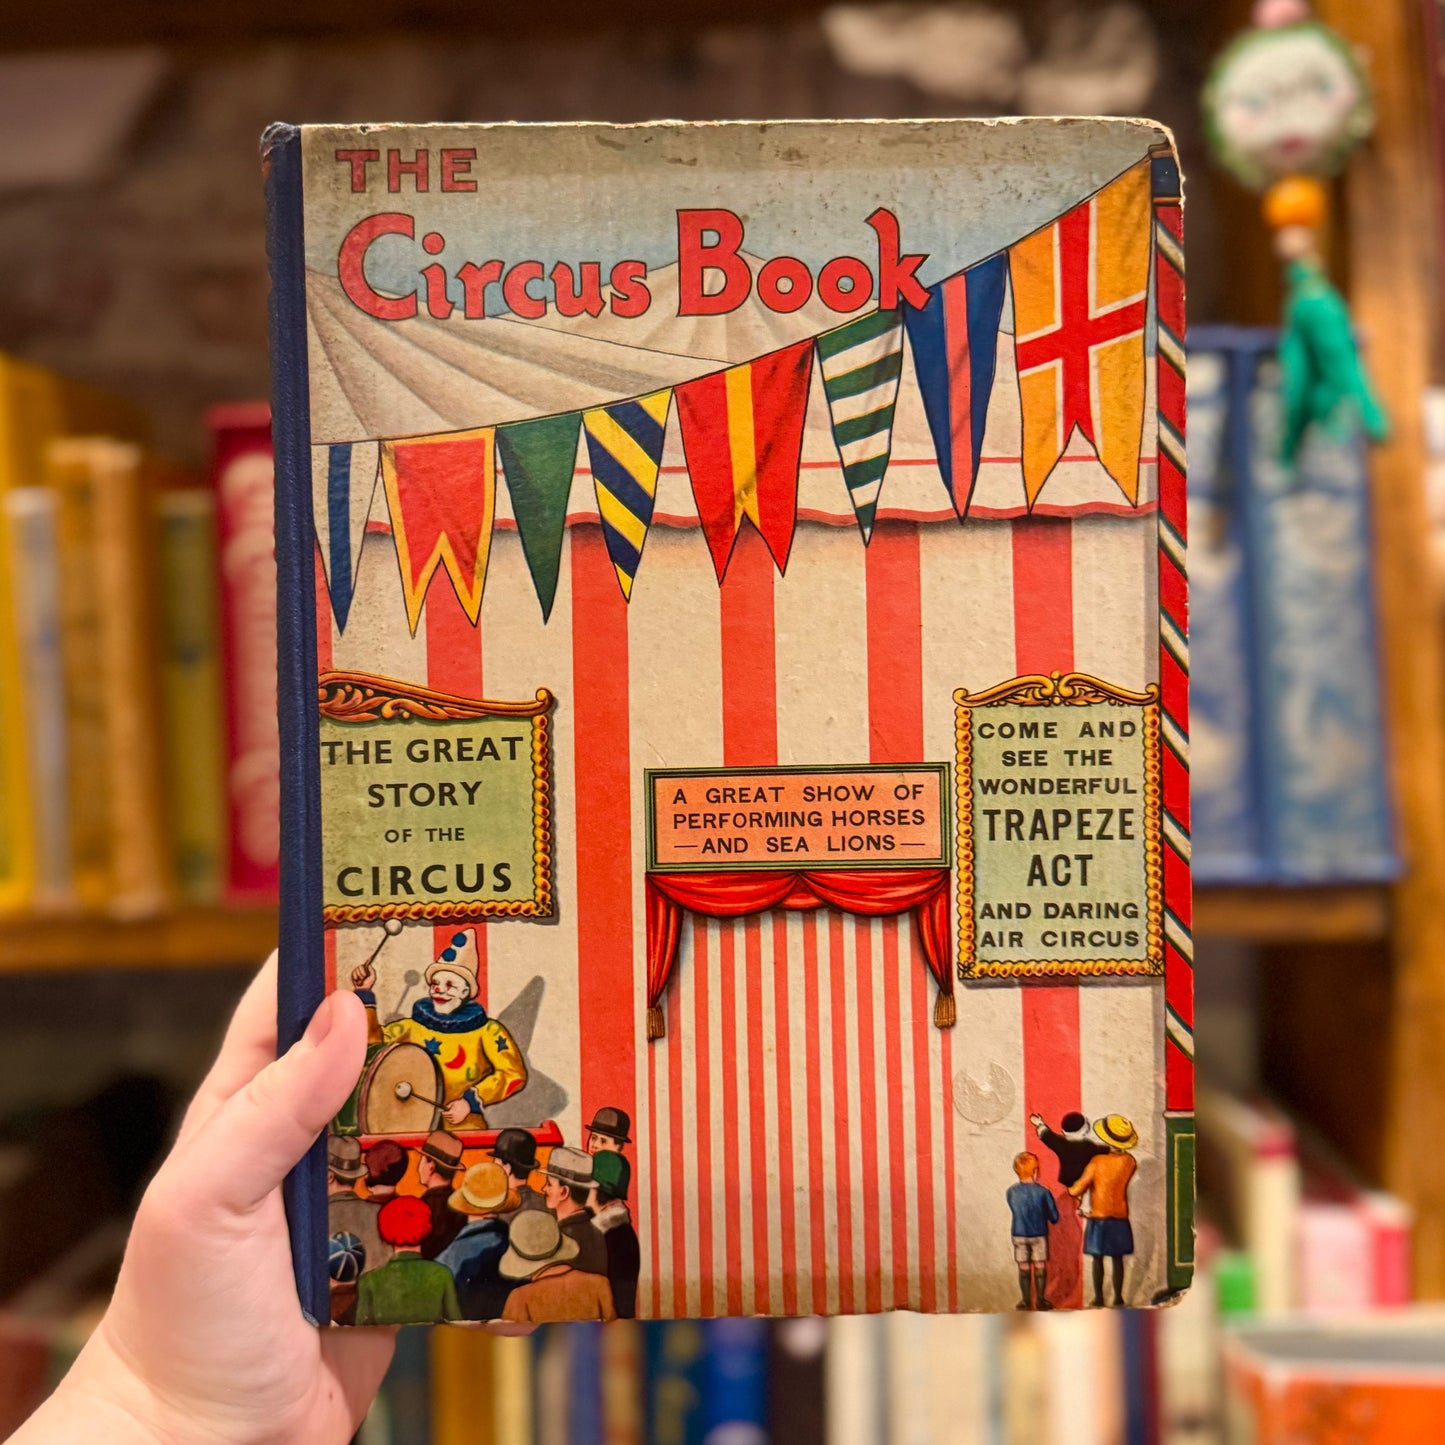 THE
Circus Book
THE GREAT
STORY
OF THE
CIRCUS
A GREAT SHOW OF
PERFORMING HORSES
—AND SEA LIONS—
COME AND
SEE THE
WONDERFUL
TRAPEZE
ACT
AND DARING
AIR CIRCUS